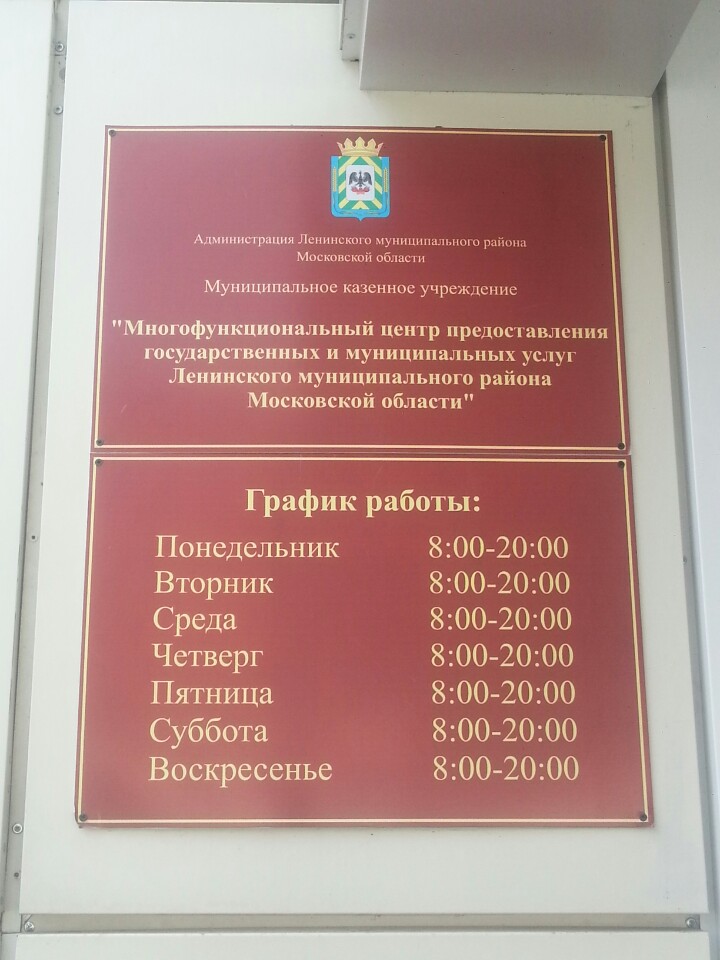 Администрация Ленинского муниципального района
Московской области
Муниципальное казенное учреждение
"Многофункциональный центр предоставления
государственных и муниципальных услуг
Ленинского муниципального района
Московской области"
График работы:
Понедельник 8:00-20:00
Вторник 8:00-20:00
Среда 8:00-20:00
Четверг 8:00-20:00
Пятница 8:00-20:00
Суббота 8:00-20:00
Воскресенье 8:00-20:00